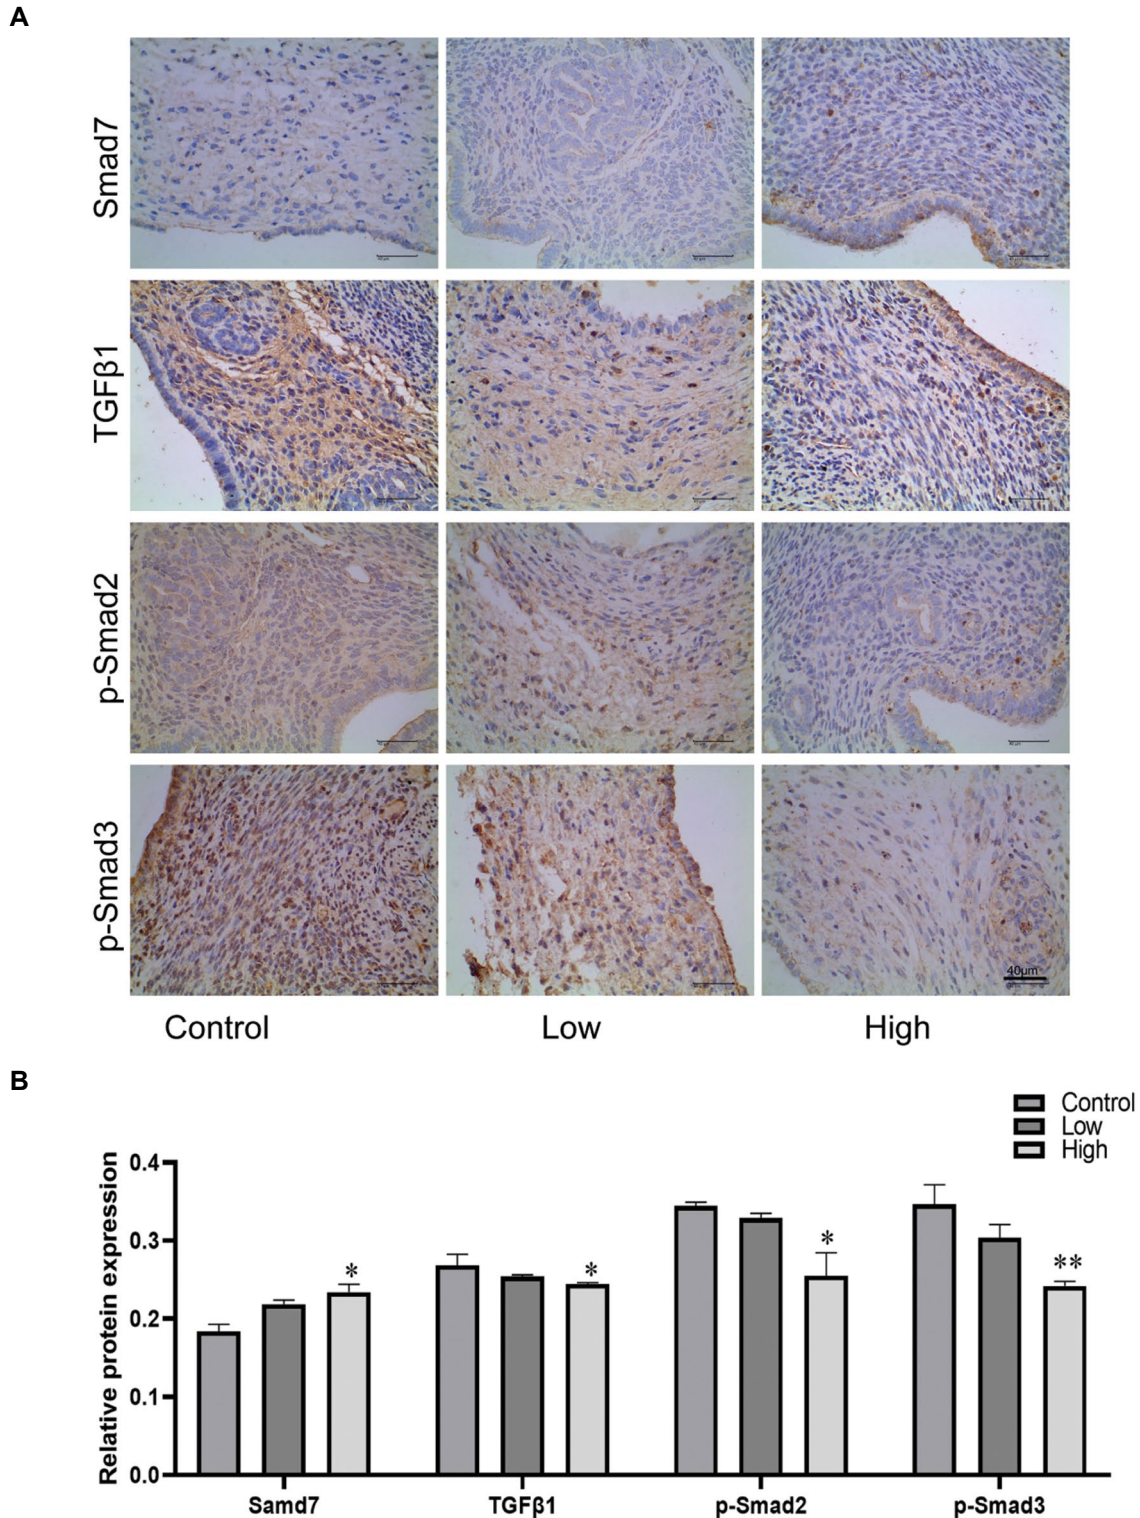 A
Smad7
TGFβ1
p-Smad2
p-Smad3
40μm
Control
Low
High
B
Control
Low
High
Relative protein expression
0.4
0.3
0.2
0.1
0.0
*
*
*
**
Samd7
TGFβ1
p-Smad2
p-Smad3